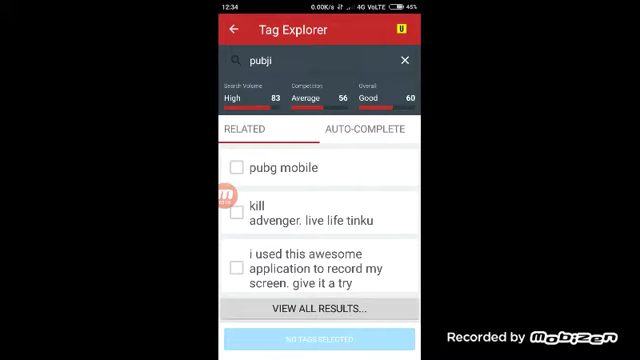 12:34 0.00K/s 4G VoLTE 45%
Tag Explorer U
pubji
Search Volume Competition Overall
High 83 Average 56 Good 60
RELATED AUTO-COMPLETE
pubg mobile
kill
advenger. live life tinku
i used this awesome
application to record my
screen. give it a try
VIEW ALL RESULTS...
NO TAGS SELECTED
Recorded by Mobizen